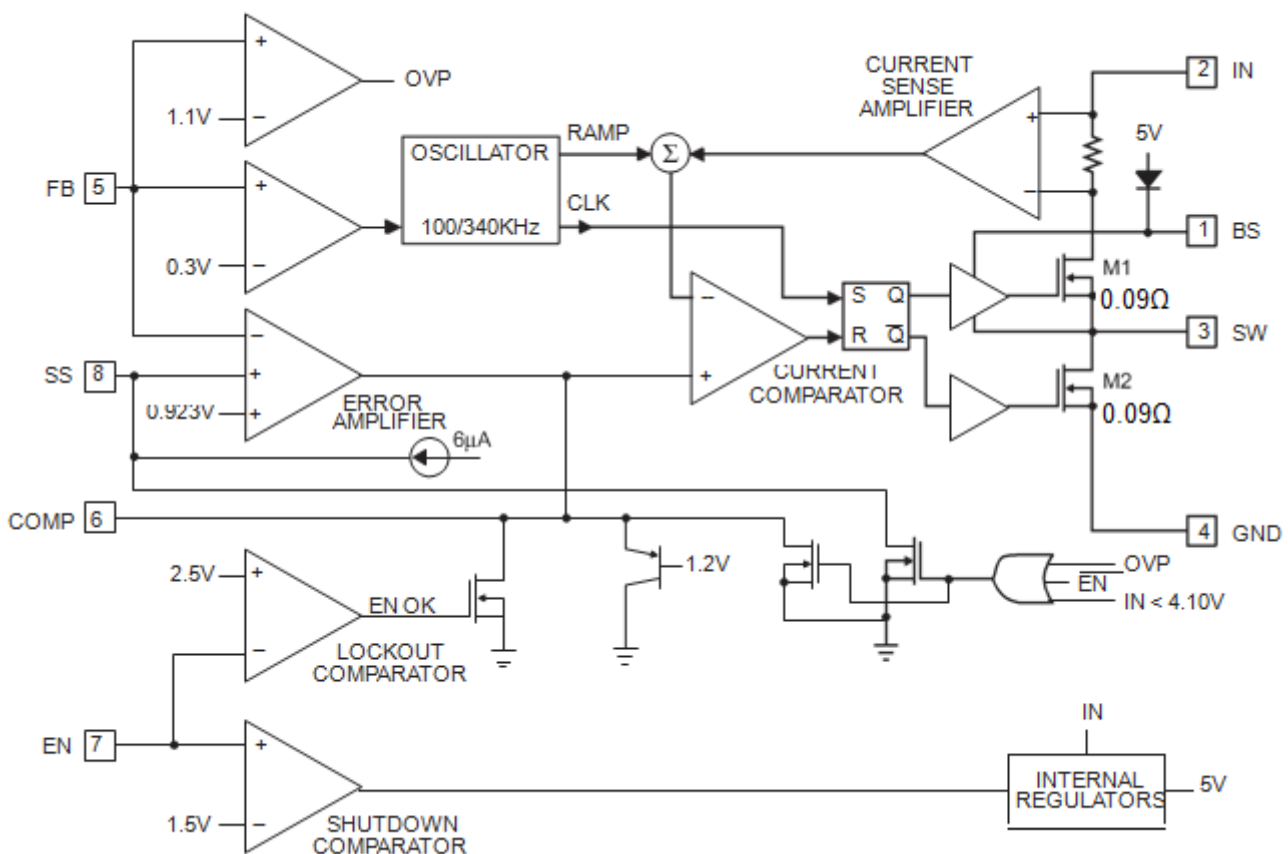 +
OVP
1.1V
−
CURRENT
SENSE
AMPLIFIER
+
−
2 IN
5V
RAMP
Σ
OSCILLATOR
100/340KHz
CLK
FB 5
+
0.3V
−
1 BS
M1
0.09Ω
−
+
S Q
R Q̅
CURRENT
COMPARATOR
3 SW
−
SS 8
+
0.923V
+
ERROR
AMPLIFIER
6µA
M2
0.09Ω
COMP 6
4 GND
2.5V
+
EN OK
−
LOCKOUT
COMPARATOR
1.2V
OVP
E̅N̅
IN < 4.10V
EN 7
+
1.5V
−
SHUTDOWN
COMPARATOR
IN
INTERNAL
REGULATORS
5V